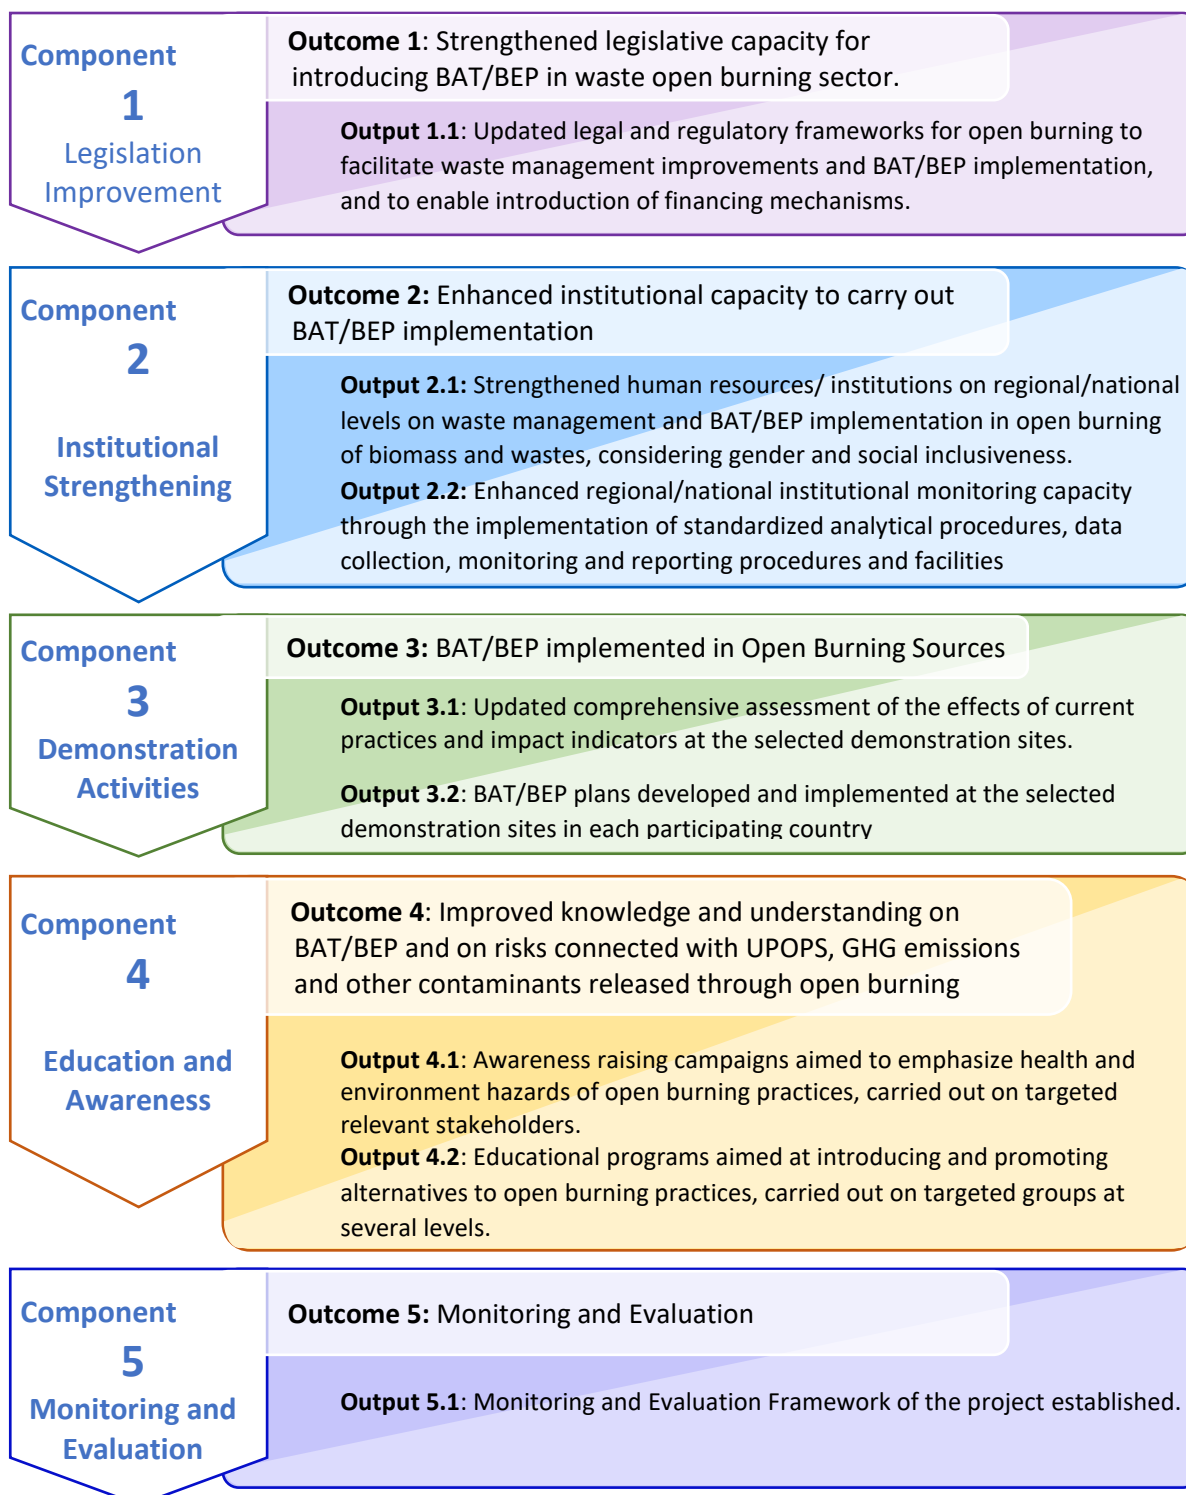 Component
1
Legislation
Improvement
Outcome 1: Strengthened legislative capacity for
introducing BAT/BEP in waste open burning sector.
Output 1.1: Updated legal and regulatory frameworks for open burning to
facilitate waste management improvements and BAT/BEP implementation,
and to enable introduction of financing mechanisms.
Component
2
Institutional
Strengthening
Outcome 2: Enhanced institutional capacity to carry out
BAT/BEP implementation
Output 2.1: Strengthened human resources/ institutions on regional/national
levels on waste management and BAT/BEP implementation in open burning
of biomass and wastes, considering gender and social inclusiveness.
Output 2.2: Enhanced regional/national institutional monitoring capacity
through the implementation of standardized analytical procedures, data
collection, monitoring and reporting procedures and facilities
Component
3
Demonstration
Activities
Outcome 3: BAT/BEP implemented in Open Burning Sources
Output 3.1: Updated comprehensive assessment of the effects of current
practices and impact indicators at the selected demonstration sites.
Output 3.2: BAT/BEP plans developed and implemented at the selected
demonstration sites in each participating country
Component
4
Education and
Awareness
Outcome 4: Improved knowledge and understanding on
BAT/BEP and on risks connected with UPOPS, GHG emissions
and other contaminants released through open burning
Output 4.1: Awareness raising campaigns aimed to emphasize health and
environment hazards of open burning practices, carried out on targeted
relevant stakeholders.
Output 4.2: Educational programs aimed at introducing and promoting
alternatives to open burning practices, carried out on targeted groups at
several levels.
Component
5
Monitoring and
Evaluation
Outcome 5: Monitoring and Evaluation
Output 5.1: Monitoring and Evaluation Framework of the project established.